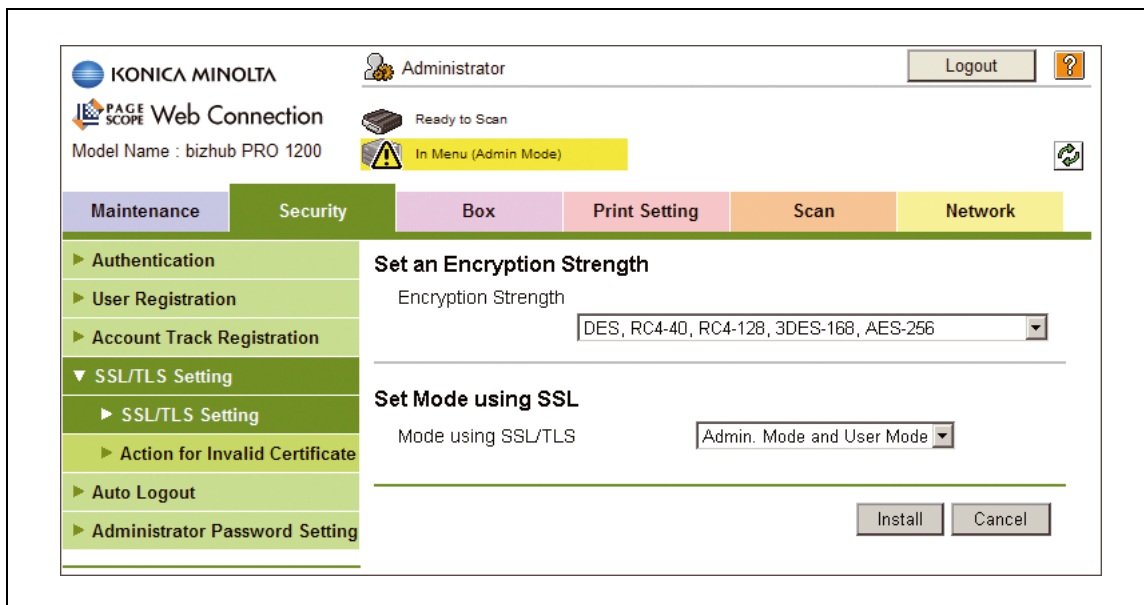 KONICA MINOLTA
Administrator
Logout
?
PAGE SCOPE Web Connection
Ready to Scan
Model Name : bizhub PRO 1200
In Menu (Admin Mode)
Maintenance Security Box Print Setting Scan Network
Authentication
User Registration
Account Track Registration
SSL/TLS Setting
SSL/TLS Setting
Action for Invalid Certificate
Auto Logout
Administrator Password Setting
Set an Encryption Strength
Encryption Strength
DES, RC4-40, RC4-128, 3DES-168, AES-256
Set Mode using SSL
Mode using SSL/TLS Admin. Mode and User Mode
Install Cancel